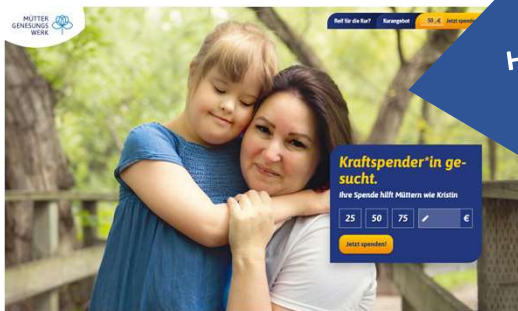 MÜTTER
GENESUNGS
WERK
Reif für die Kur?
Kurangebot
50 € Jetzt spenden
H
Kraftspender*in ge-
sucht.
Ihre Spende hilft Müttern wie Kristin
25 50 75 €
Jetzt spenden!